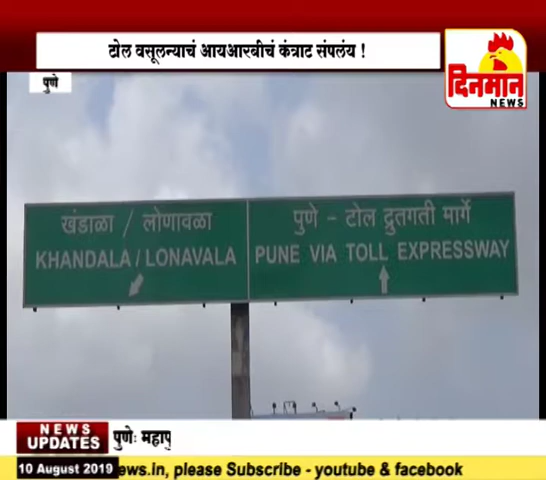 टोल वसूलन्याचं आयआरबीचं कंत्राट संपलंय !
पुणे
दिनमान
NEWS
खंडाळा / लोणावळा
KHANDALA / LONAVALA
पुणे - टोल द्रुतगती मार्गे
PUNE VIA TOLL EXPRESSWAY
NEWS
UPDATES
पुणेः महापु
10 August 2019
ews.in, please Subscribe - youtube & facebook